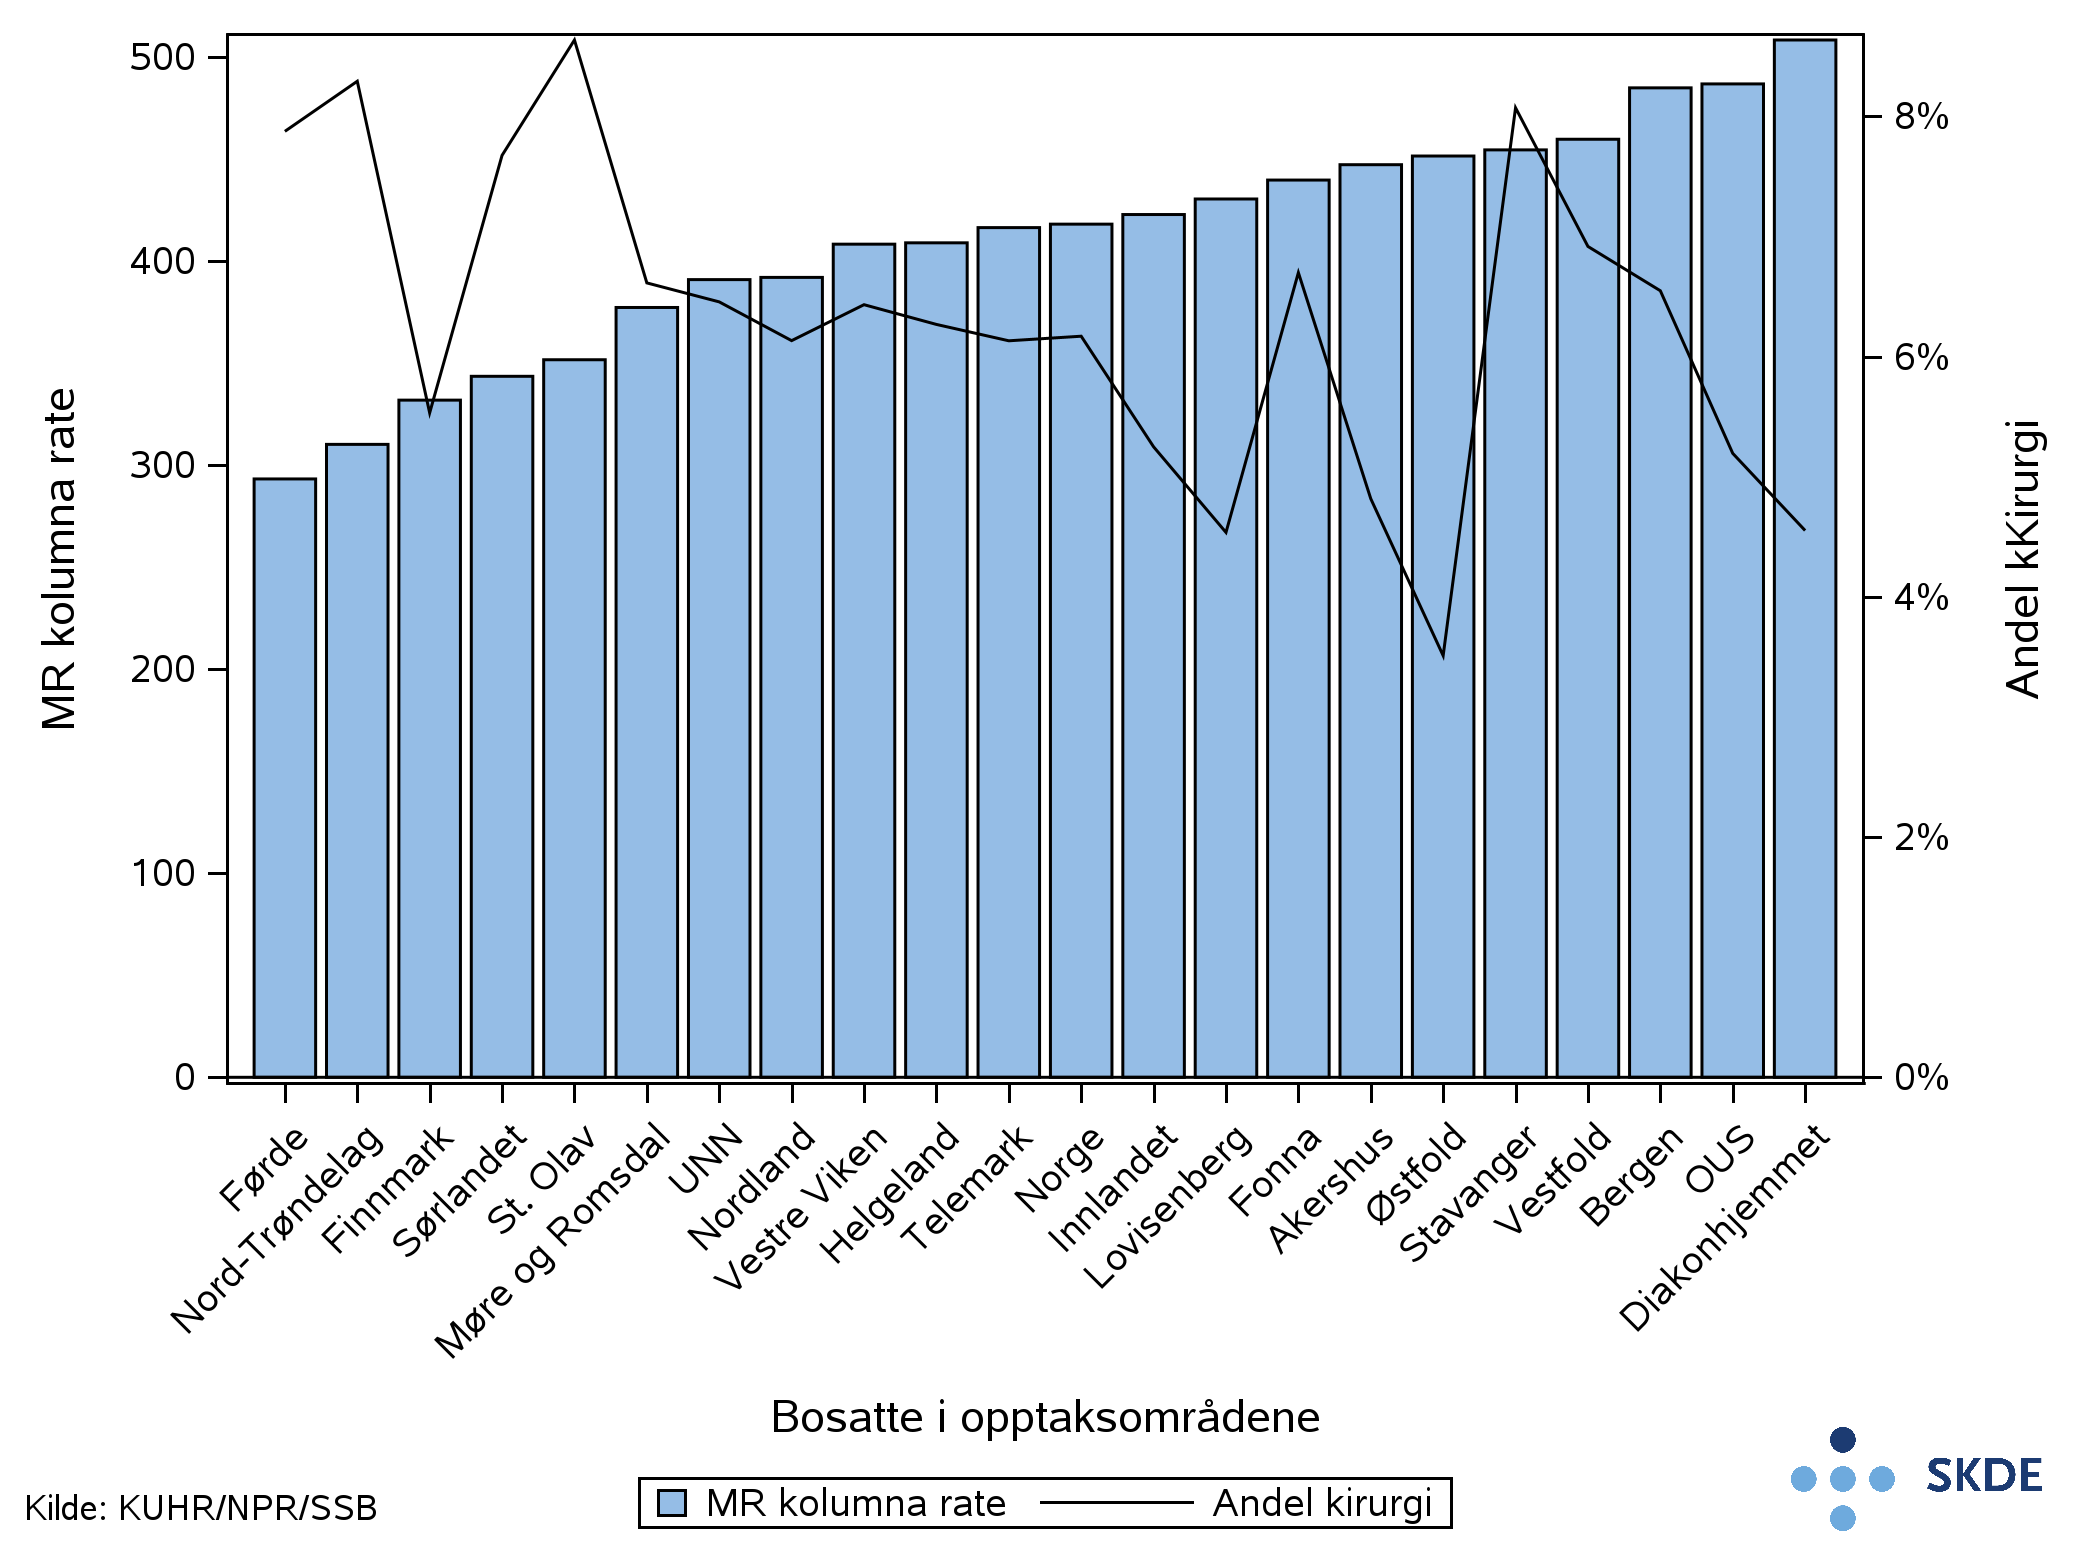 500
400
300
200
100
0
MR kolumna rate
8%
6%
4%
2%
0%
Andel kKirurgi
Førde
Nord-Trøndelag
Finnmark
Sørlandet
St. Olav
Møre og Romsdal
UNN
Nordland
Vestre Viken
Helgeland
Telemark
Norge
Innlandet
Lovisenberg
Fonna
Akershus
Østfold
Stavanger
Vestfold
Bergen
OUS
Diakonhjemmet
Bosatte i opptaksområdene
MR kolumna rate
Andel kirurgi
Kilde: KUHR/NPR/SSB
SKDE